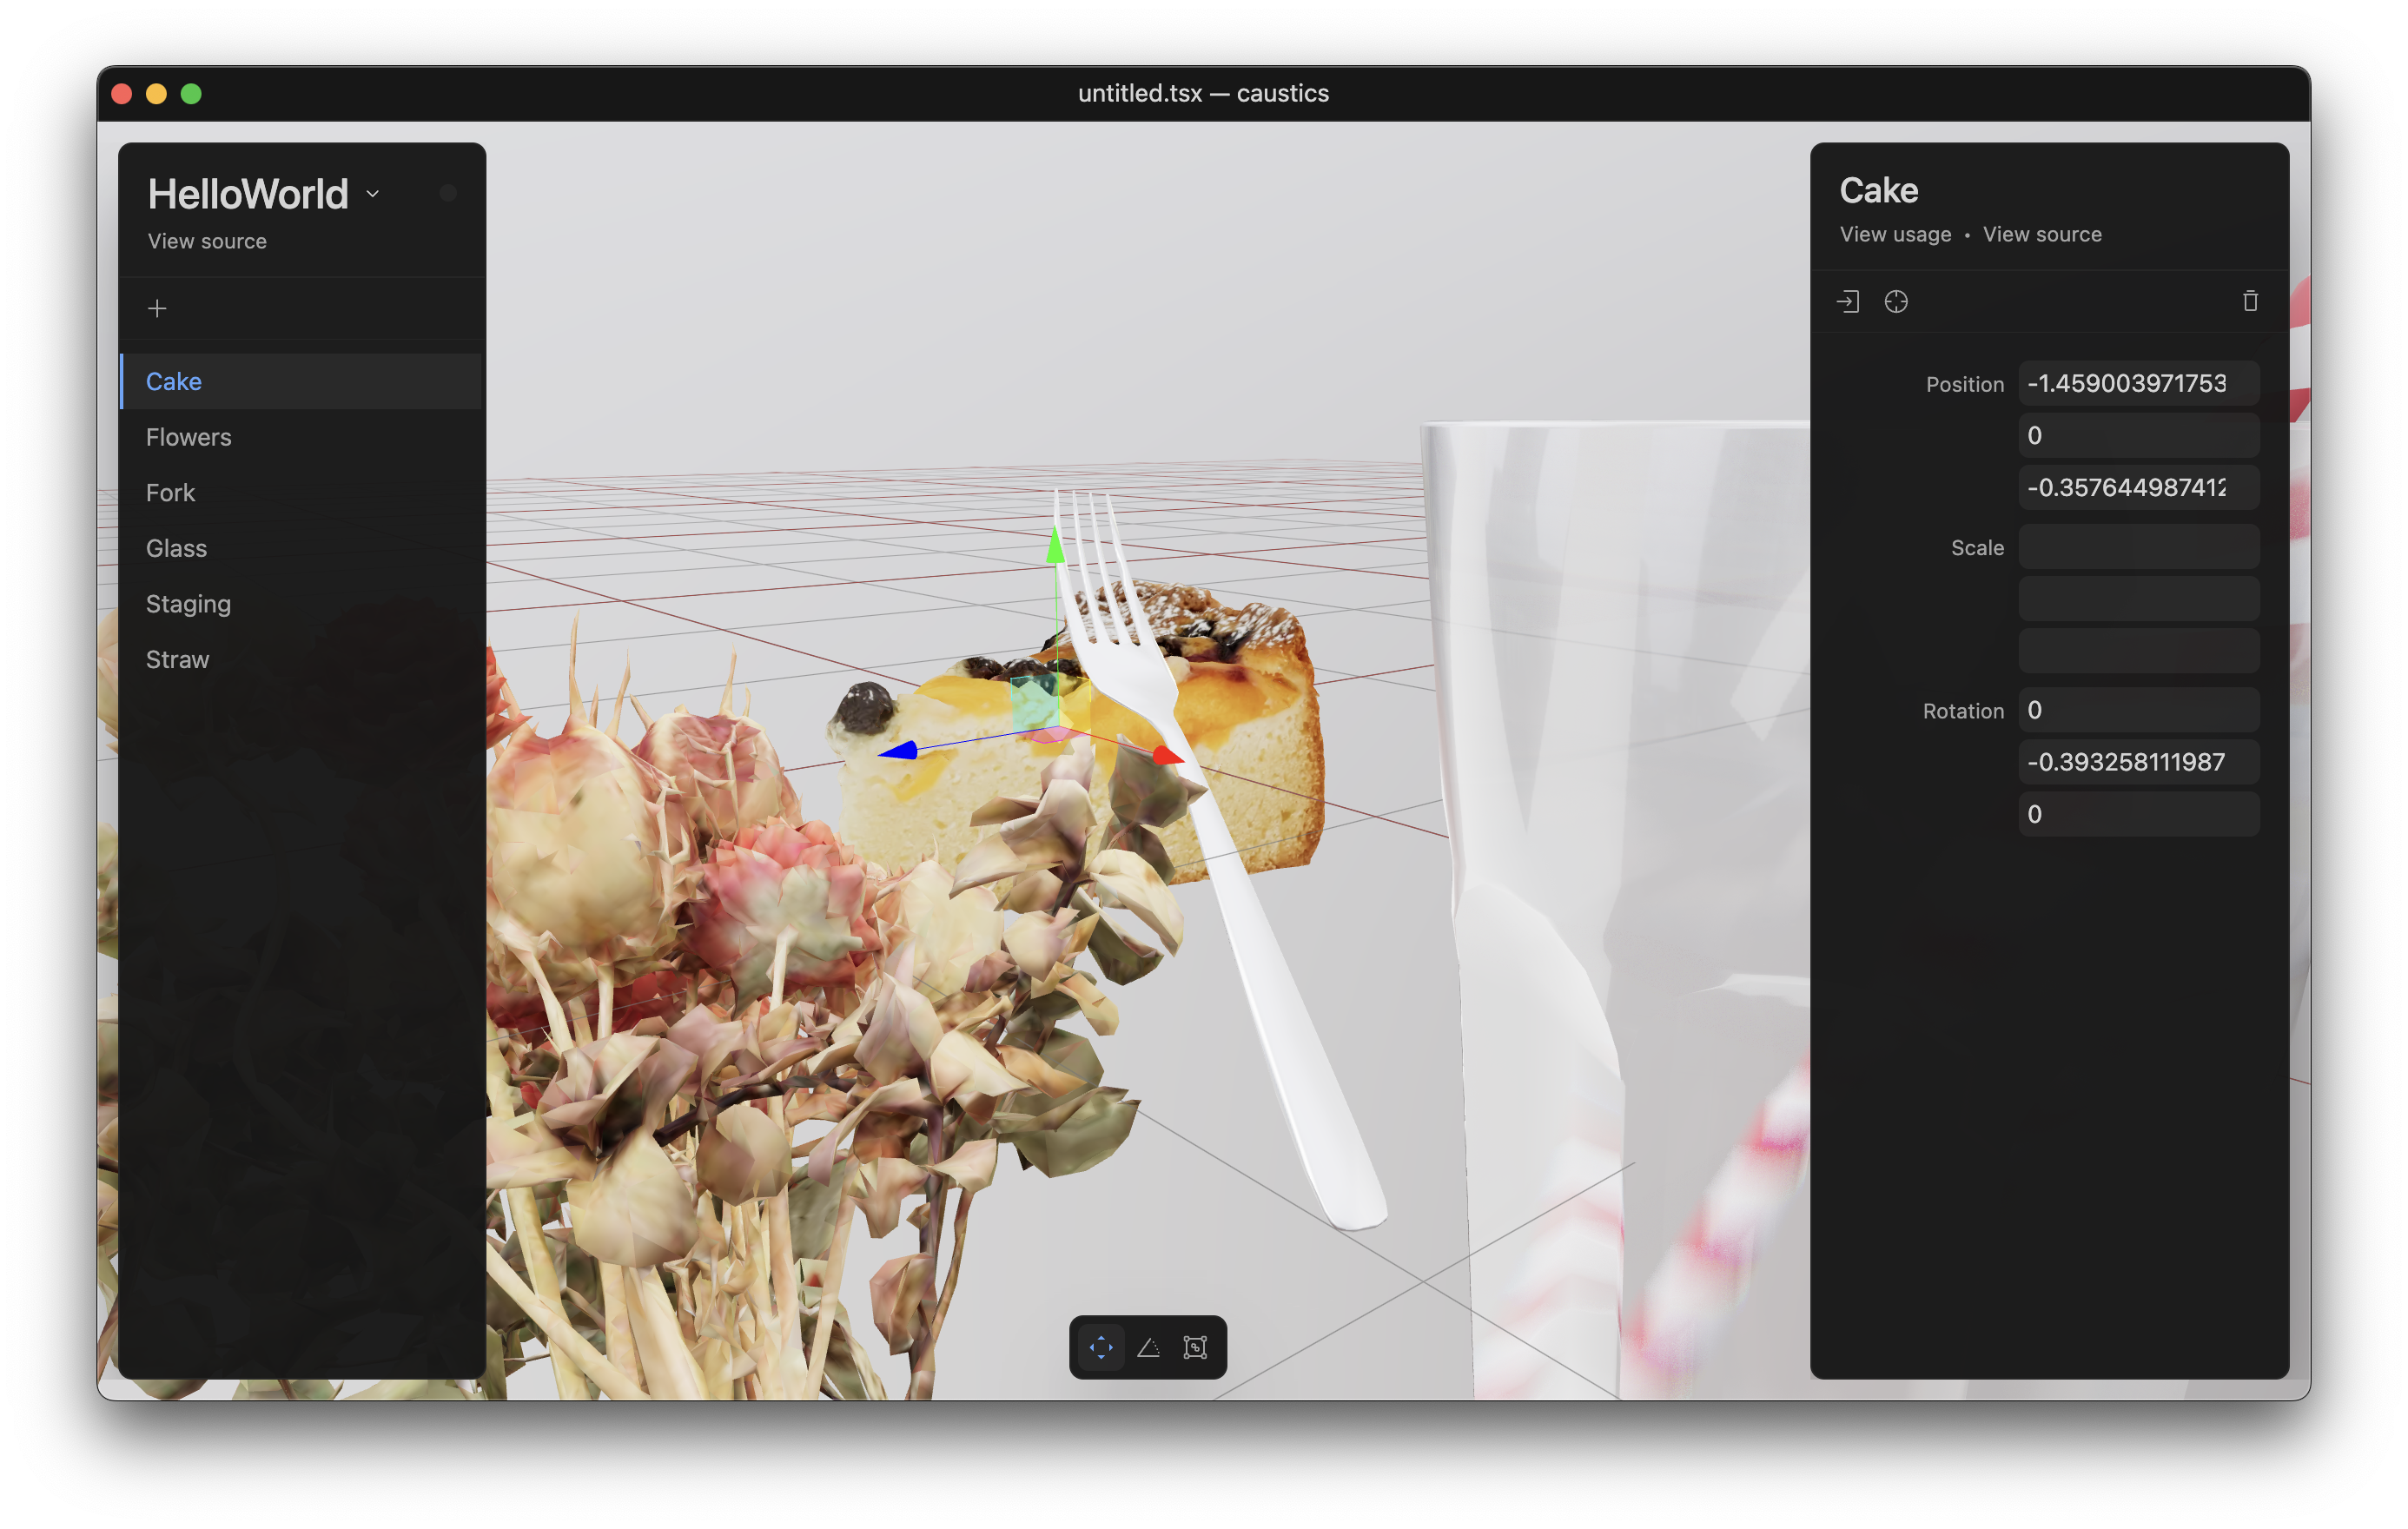 untitled.tsx — caustics
HelloWorld
View source
Cake
Flowers
Fork
Glass
Staging
Straw
Cake
View usage • View source
Position -1.459003971753
0
-0.357644987412
Scale
Rotation 0
-0.393258111987
0